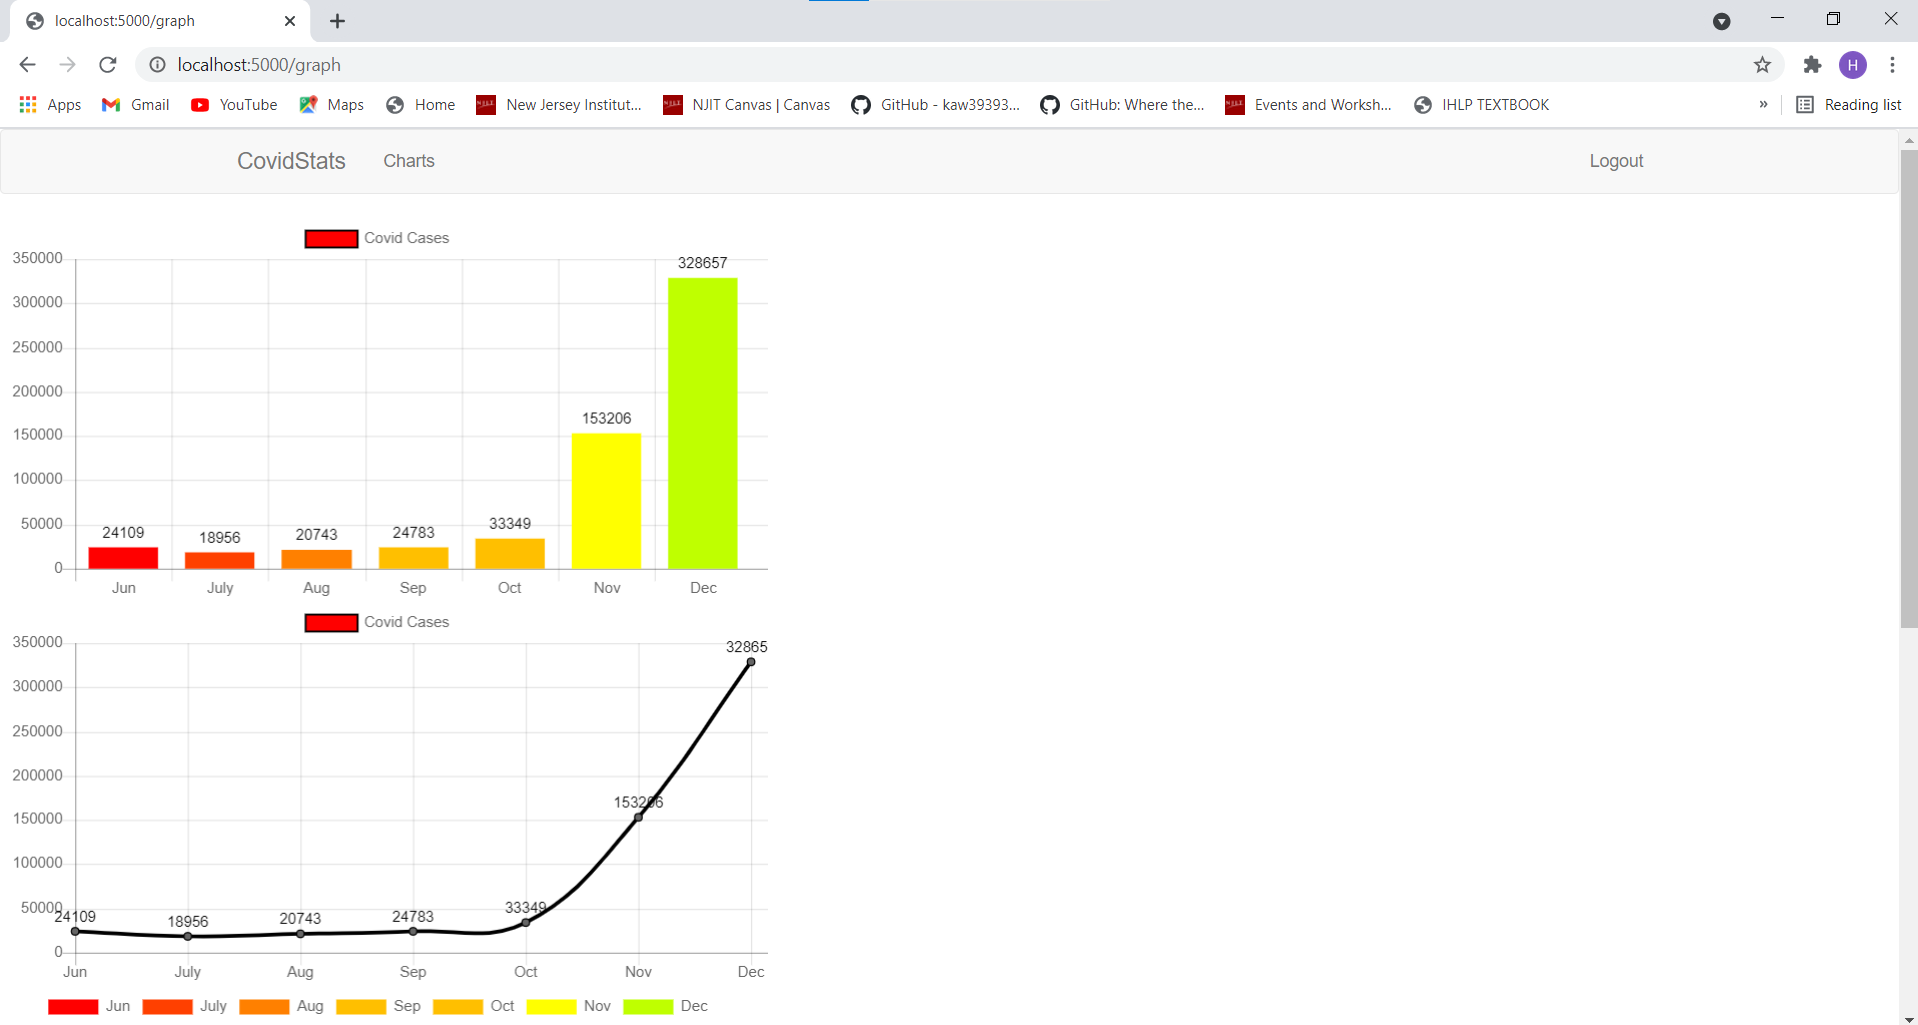 localhost:5000/graph
localhost:5000/graph
H
Apps Gmail YouTube Maps Home New Jersey Institut... NJIT Canvas | Canvas GitHub - kaw39393... GitHub: Where the... Events and Worksh... IHLP TEXTBOOK » Reading list
CovidStats Charts Logout
Covid Cases
350000
300000
250000
200000
150000
100000
50000
0
24109 18956 20743 24783 33349 153206 328657
Jun July Aug Sep Oct Nov Dec
Covid Cases
350000
300000
250000
200000
150000
100000
50000
0
24109 18956 20743 24783 33349 153206 32865
Jun July Aug Sep Oct Nov Dec
Jun July Aug Sep Oct Nov Dec